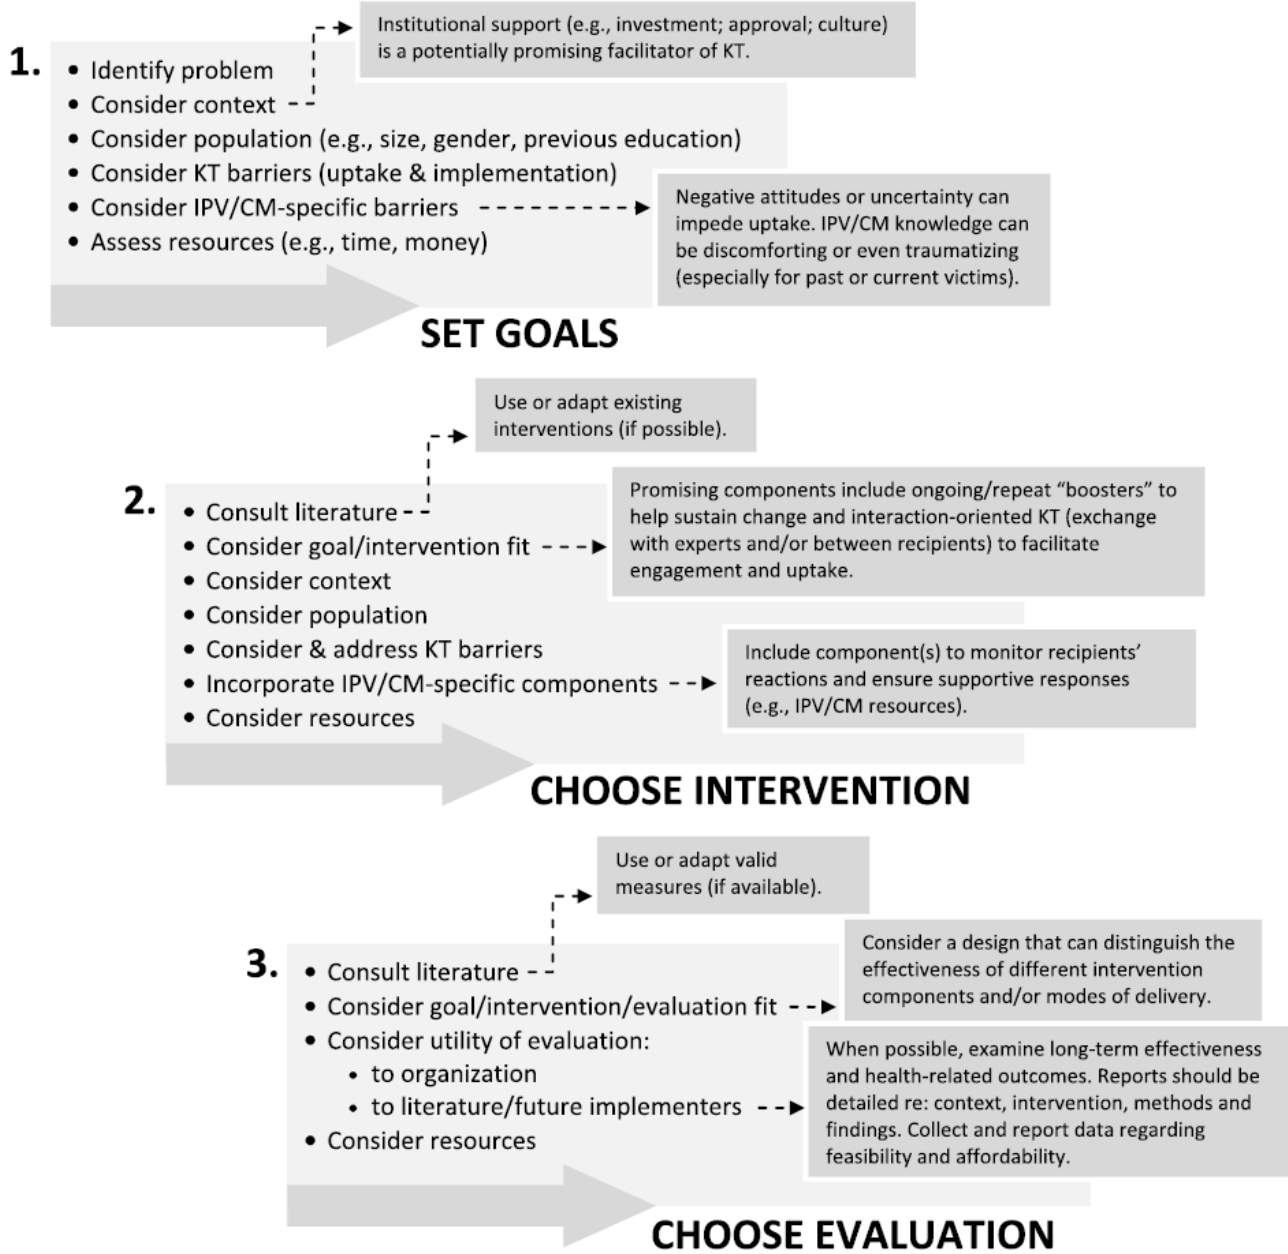 Institutional support (e.g., investment; approval; culture)
is a potentially promising facilitator of KT.
1.
• Identify problem
• Consider context
• Consider population (e.g., size, gender, previous education)
• Consider KT barriers (uptake & implementation)
• Consider IPV/CM-specific barriers
• Assess resources (e.g., time, money)
Negative attitudes or uncertainty can
impede uptake. IPV/CM knowledge can
be discomforting or even traumatizing
(especially for past or current victims).
SET GOALS
Use or adapt existing
interventions (if possible).
2.
• Consult literature
• Consider goal/intervention fit
• Consider context
• Consider population
• Consider & address KT barriers
• Incorporate IPV/CM-specific components
• Consider resources
Promising components include ongoing/repeat “boosters” to
help sustain change and interaction-oriented KT (exchange
with experts and/or between recipients) to facilitate
engagement and uptake.
Include component(s) to monitor recipients’
reactions and ensure supportive responses
(e.g., IPV/CM resources).
CHOOSE INTERVENTION
Use or adapt valid
measures (if available).
3.
• Consult literature
• Consider goal/intervention/evaluation fit
• Consider utility of evaluation:
• to organization
• to literature/future implementers
• Consider resources
Consider a design that can distinguish the
effectiveness of different intervention
components and/or modes of delivery.
When possible, examine long-term effectiveness
and health-related outcomes. Reports should be
detailed re: context, intervention, methods and
findings. Collect and report data regarding
feasibility and affordability.
CHOOSE EVALUATION